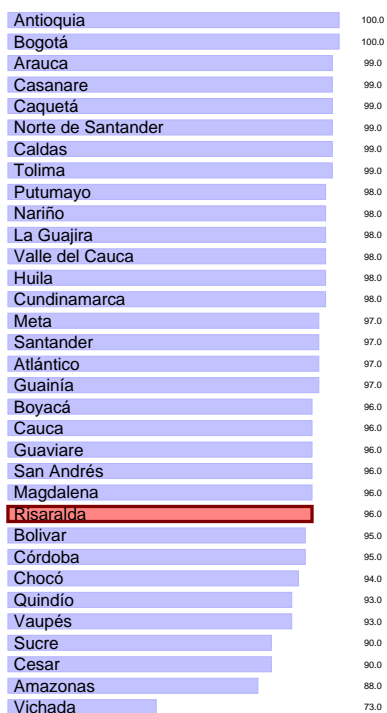 Antioquia 100.0
Bogotá 100.0
Arauca 99.0
Casanare 99.0
Caquetá 99.0
Norte de Santander 99.0
Caldas 99.0
Tolima 99.0
Putumayo 98.0
Nariño 98.0
La Guajira 98.0
Valle del Cauca 98.0
Huila 98.0
Cundinamarca 98.0
Meta 97.0
Santander 97.0
Atlántico 97.0
Guainía 97.0
Boyacá 96.0
Cauca 96.0
Guaviare 96.0
San Andrés 96.0
Magdalena 96.0
Risaralda 96.0
Bolivar 95.0
Córdoba 95.0
Chocó 94.0
Quindío 93.0
Vaupés 93.0
Sucre 90.0
Cesar 90.0
Amazonas 88.0
Vichada 73.0